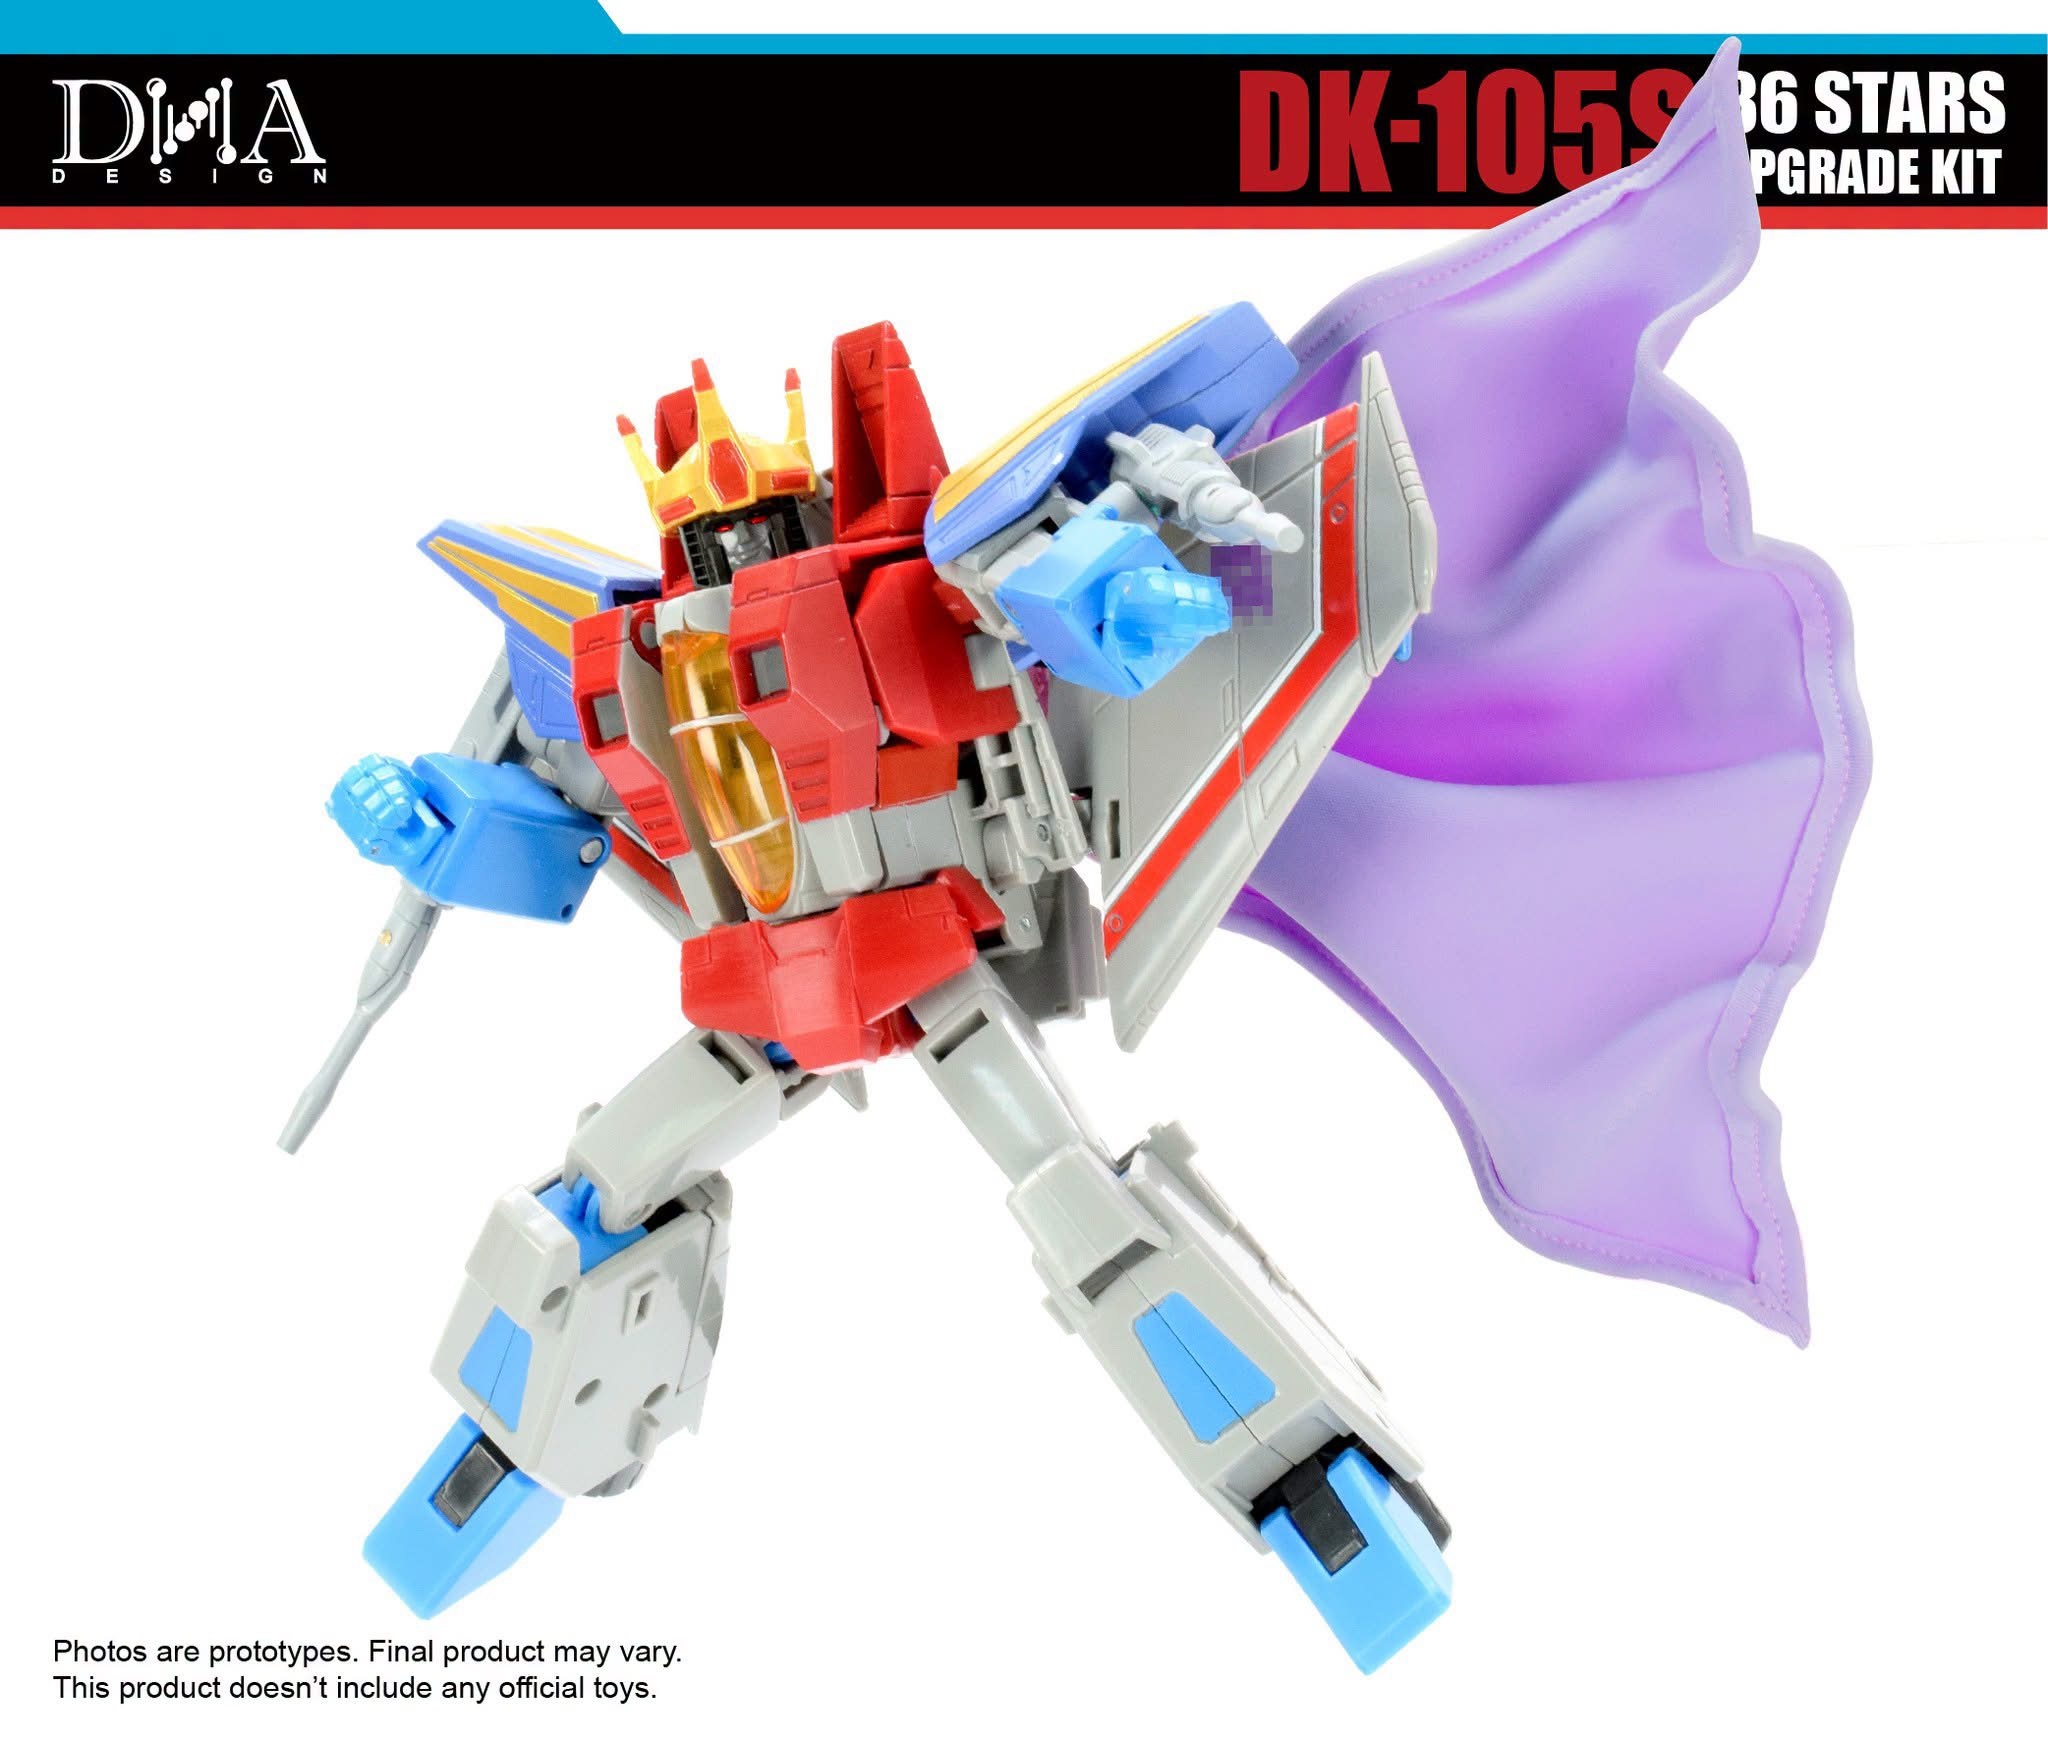 DNA
DESIGN
DK-105S
86 STARS
UPGRADE KIT
Photos are prototypes. Final product may vary.
This product doesn't include any official toys.